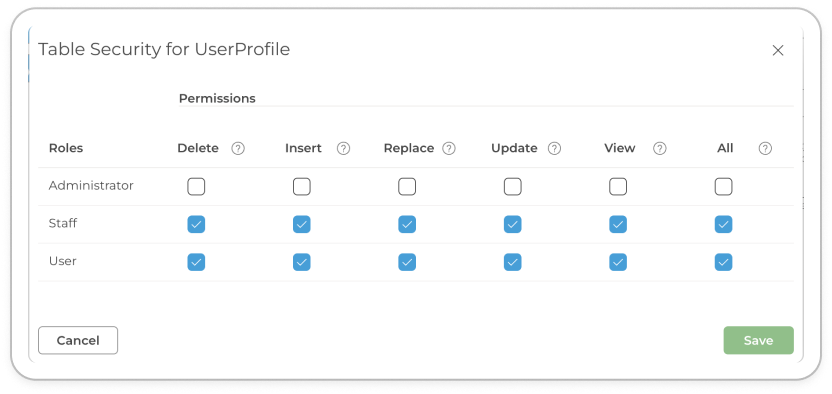 Table Security for UserProfile
Permissions
Roles Delete ? Insert ? Replace ? Update ? View ? All ?
Administrator
Staff
User
Cancel Save